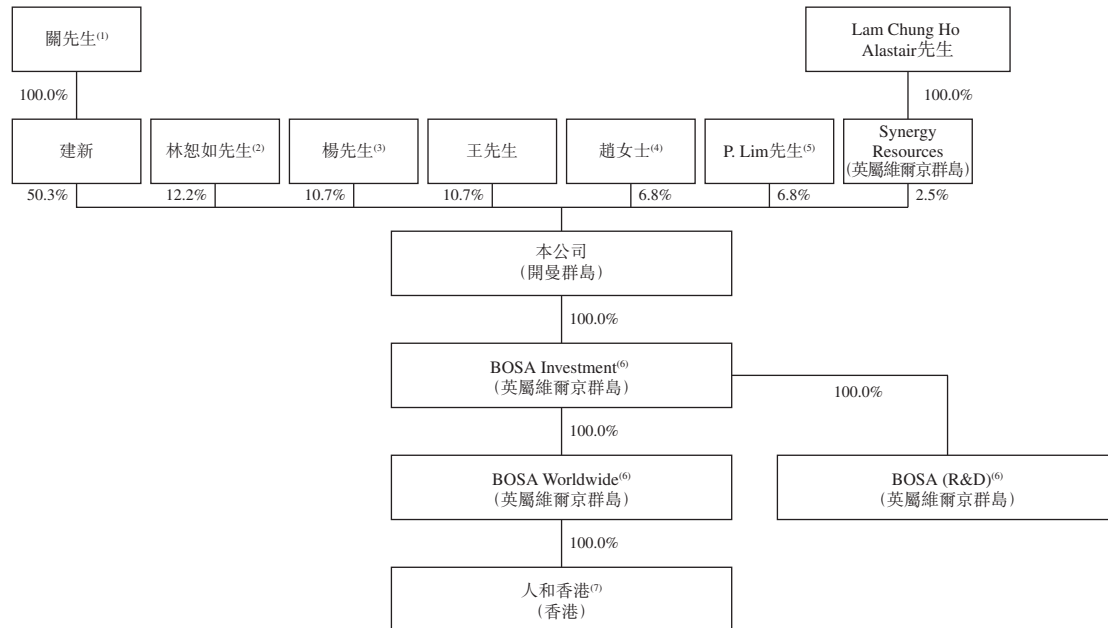 關先生(1)
Lam Chung Ho
Alastair先生
100.0%
100.0%
建新
林恕如先生(2)
楊先生(3)
王先生
趙女士(4)
P. Lim先生(5)
Synergy
Resources
(英屬維爾京群島)
50.3%
12.2%
10.7%
10.7%
6.8%
6.8%
2.5%
本公司
(開曼群島)
100.0%
BOSA Investment(6)
(英屬維爾京群島)
100.0%
100.0%
BOSA Worldwide(6)
(英屬維爾京群島)
BOSA (R&D)(6)
(英屬維爾京群島)
100.0%
人和香港(7)
(香港)